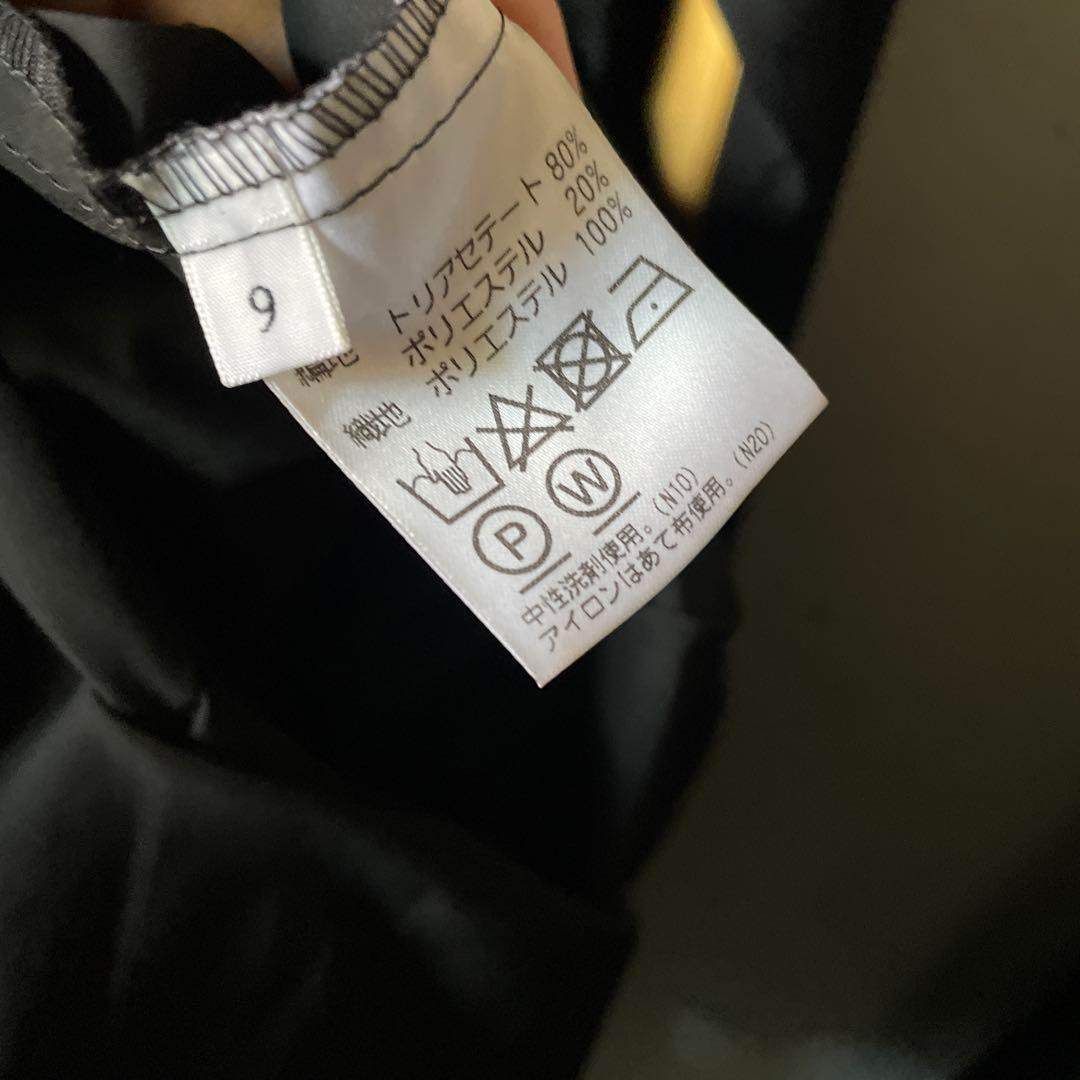 9
編地 トリアセテート 80%
ポリエステル 20%
織地 ポリエステル 100%
P W
中性洗剤使用。(N10)
アイロンはあて布使用。(N20)